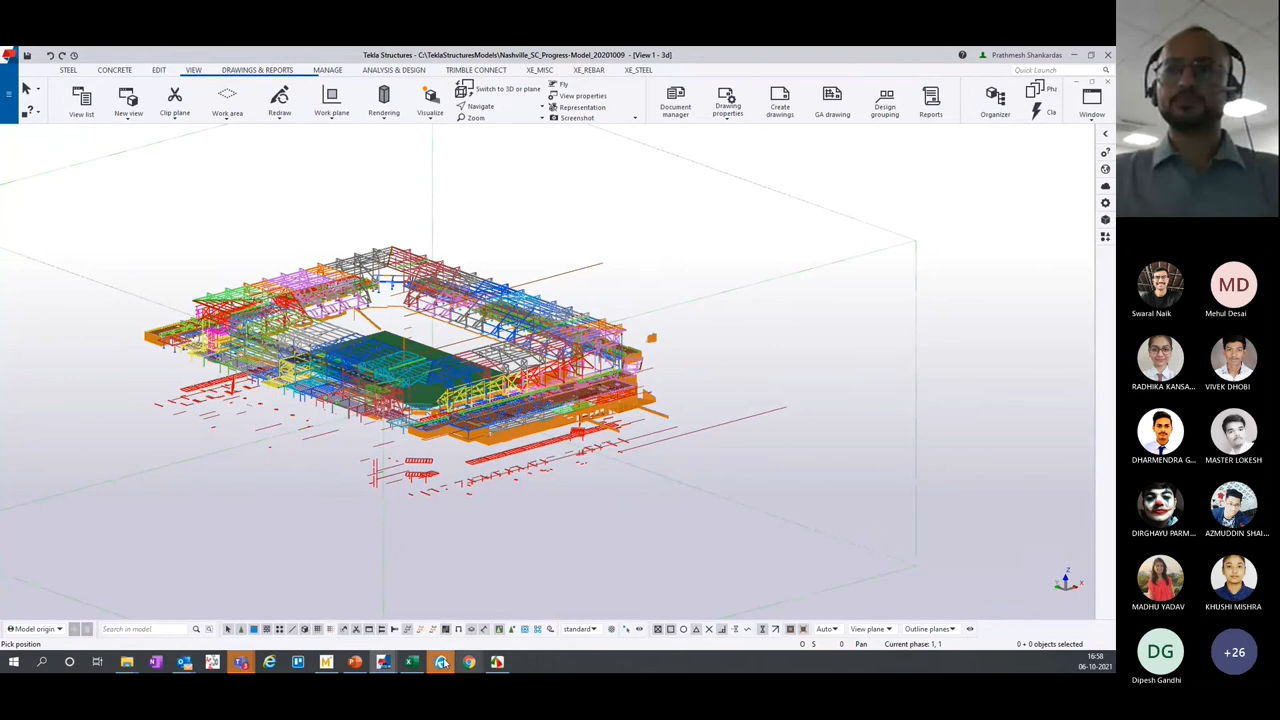 Tekla Structures - C:\TeklaStructuresModels\Nashville_SC_Progress-Model_20201009 - [View 1 - 3d]
Prathmesh Shankardas
STEEL CONCRETE EDIT VIEW DRAWINGS & REPORTS MANAGE ANALYSIS & DESIGN TRIMBLE CONNECT XE_MISC XE_REBAR XE_STEEL
Quick Launch
View list
New view
Clip plane
Work area
Redraw
Work plane
Rendering
Visualize
Switch to 3D or plane
Navigate
Zoom
Fly
View properties
Representation
Screenshot
Document manager
Drawing properties
Create drawings
GA drawing
Design grouping
Reports
Organizer
Pha
Cla
Window
Z
X
Model origin
Search in model
standard
Auto
View plane
Outline planes
Pick position
O S 0 Pan Current phase: 1, 1
0 + 0 objects selected
16:58
06-10-2021
Swaral Naik
MD
Mehul Desai
RADHIKA KANSA...
VIVEK DHOBI
DHARMENDRA G...
MASTER LOKESH
DIRGHAYU PARM...
AZMUDDIN SHAI...
MADHU YADAV
KHUSHI MISHRA
DG
Dipesh Gandhi
+26